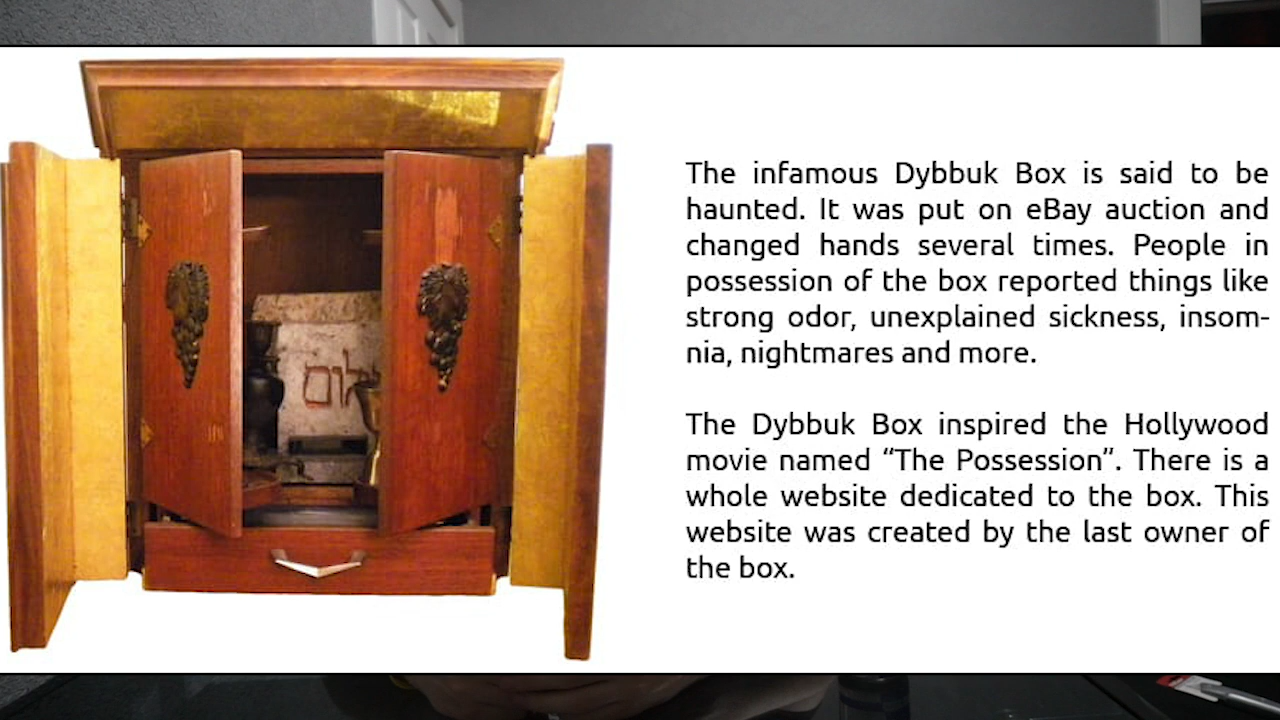 לום
The infamous Dybbuk Box is said to be
haunted. It was put on eBay auction and
changed hands several times. People in
possession of the box reported things like
strong odor, unexplained sickness, insom-
nia, nightmares and more.
The Dybbuk Box inspired the Hollywood
movie named “The Possession”. There is a
whole website dedicated to the box. This
website was created by the last owner of
the box.